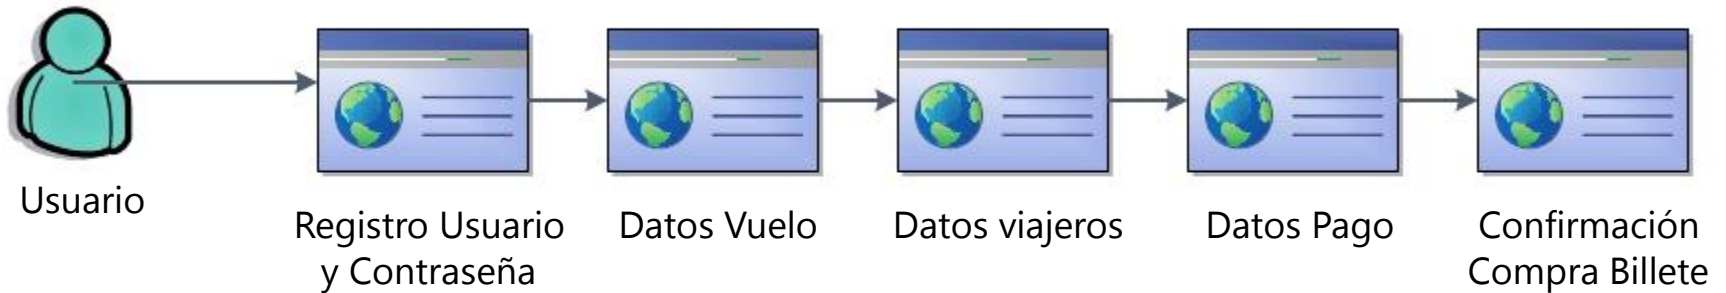 Usuario
Registro Usuario
y Contraseña
Datos Vuelo
Datos viajeros
Datos Pago
Confirmación
Compra Billete